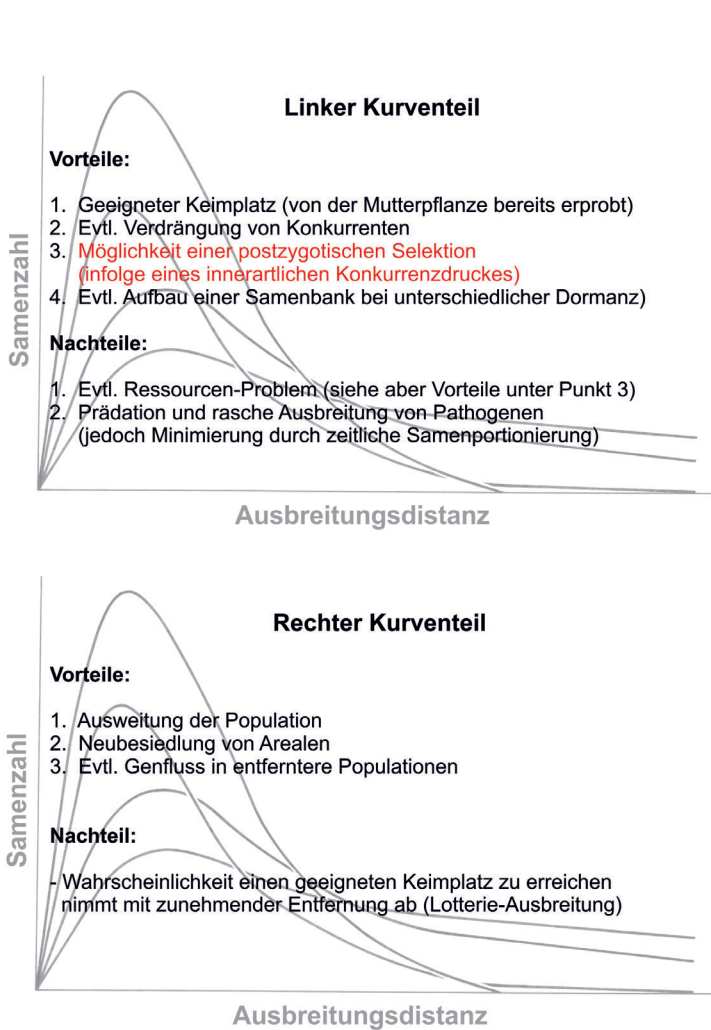 Linker Kurventeil
Vorteile:
1. Geeigneter Keimplatz (von der Mutterpflanze bereits erprobt)
2. Evtl. Verdrängung von Konkurrenten
3. Möglichkeit einer postzygotischen Selektion
(infolge eines innerartlichen Konkurrenzdruckes)
4. Evtl. Aufbau einer Samenbank bei unterschiedlicher Dormanz)
Nachteile:
1. Evtl. Ressourcen-Problem (siehe aber Vorteile unter Punkt 3)
2. Prädation und rasche Ausbreitung von Pathogenen
(jedoch Minimierung durch zeitliche Samenportionierung)
Samenzahl
Ausbreitungsdistanz
Rechter Kurventeil
Vorteile:
1. Ausweitung der Population
2. Neubesiedlung von Arealen
3. Evtl. Genfluss in entferntere Populationen
Nachteil:
- Wahrscheinlichkeit einen geeigneten Keimplatz zu erreichen
nimmt mit zunehmender Entfernung ab (Lotterie-Ausbreitung)
Samenzahl
Ausbreitungsdistanz